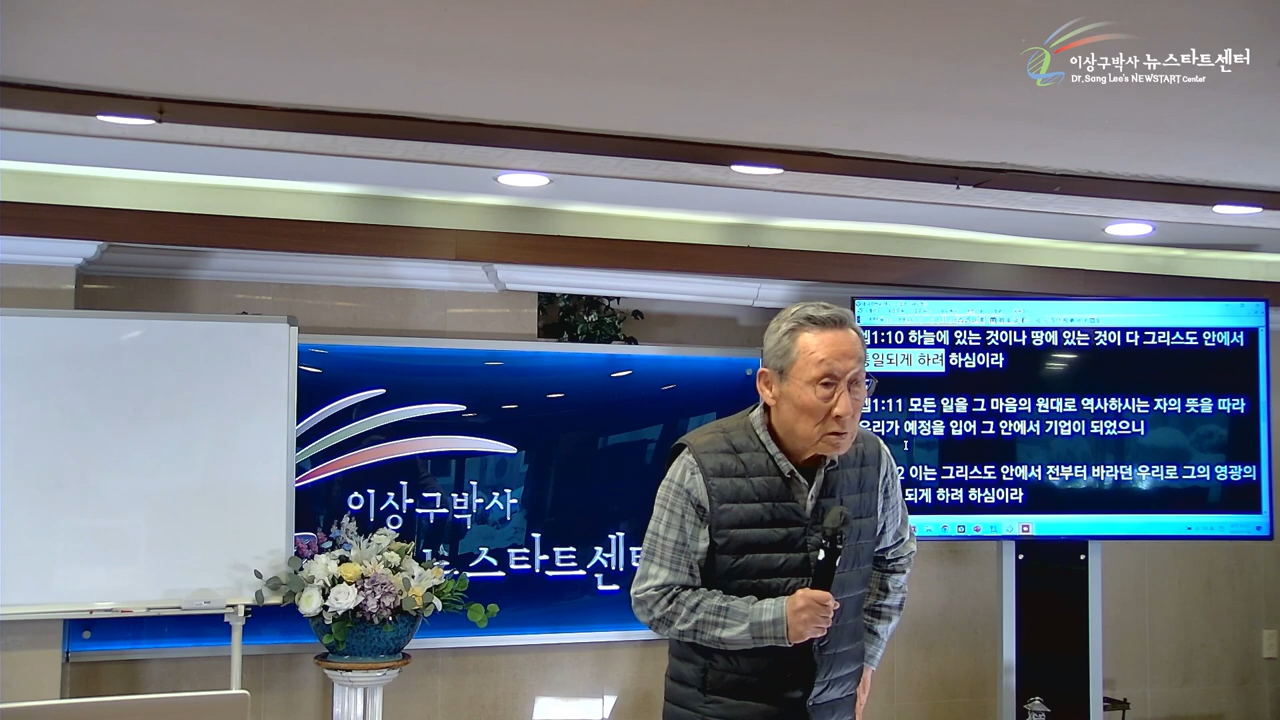 이상구박사 뉴스타트센터
Dr. Sang Lee's NEWSTART Center
1:10 하늘에 있는 것이나 땅에 있는 것이 다 그리스도 안에서
통일되게 하려 하심이라
1:11 모든 일을 그 마음의 원대로 역사하시는 자의 뜻을 따라
우리가 예정을 입어 그 안에서 기업이 되었으니
2 이는 그리스도 안에서 전부터 바라던 우리로 그의 영광의
되게 하려 하심이라
이상구박사
뉴스타트센터